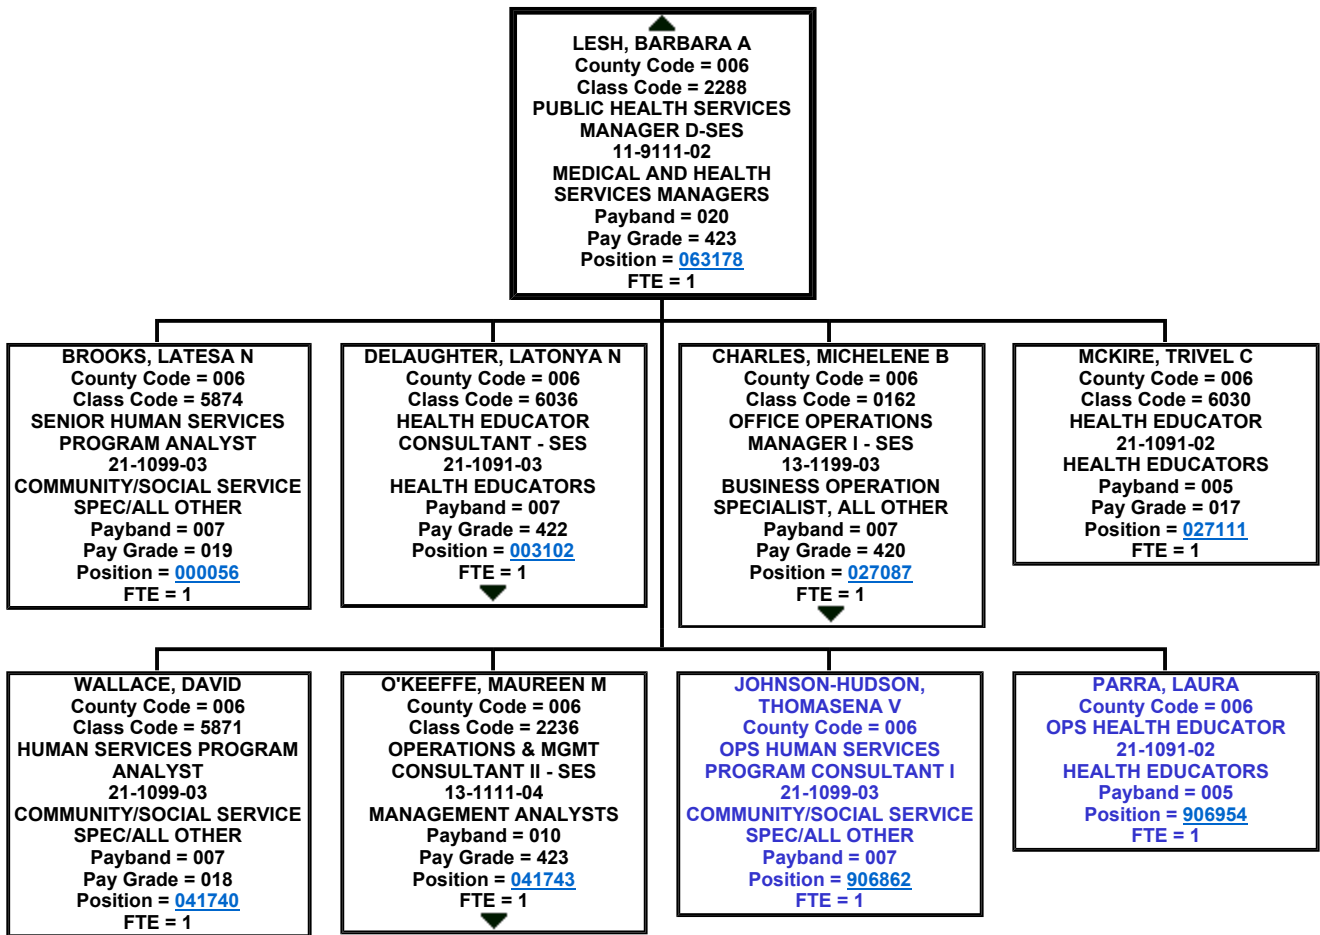 LESH, BARBARA A
County Code = 006
Class Code = 2288
PUBLIC HEALTH SERVICES
MANAGER D-SES
11-9111-02
MEDICAL AND HEALTH
SERVICES MANAGERS
Payband = 020
Pay Grade = 423
Position = 063178
FTE = 1
BROOKS, LATESA N
County Code = 006
Class Code = 5874
SENIOR HUMAN SERVICES
PROGRAM ANALYST
21-1099-03
COMMUNITY/SOCIAL SERVICE
SPEC/ALL OTHER
Payband = 007
Pay Grade = 019
Position = 000056
FTE = 1
DELAUGHTER, LATONYA N
County Code = 006
Class Code = 6036
HEALTH EDUCATOR
CONSULTANT - SES
21-1091-03
HEALTH EDUCATORS
Payband = 007
Pay Grade = 422
Position = 003102
FTE = 1
CHARLES, MICHELENE B
County Code = 006
Class Code = 0162
OFFICE OPERATIONS
MANAGER I - SES
13-1199-03
BUSINESS OPERATION
SPECIALIST, ALL OTHER
Payband = 007
Pay Grade = 420
Position = 027087
FTE = 1
MCKIRE, TRIVEL C
County Code = 006
Class Code = 6030
HEALTH EDUCATOR
21-1091-02
HEALTH EDUCATORS
Payband = 005
Pay Grade = 017
Position = 027111
FTE = 1
WALLACE, DAVID
County Code = 006
Class Code = 5871
HUMAN SERVICES PROGRAM
ANALYST
21-1099-03
COMMUNITY/SOCIAL SERVICE
SPEC/ALL OTHER
Payband = 007
Pay Grade = 018
Position = 041740
FTE = 1
O'KEEFFE, MAUREEN M
County Code = 006
Class Code = 2236
OPERATIONS & MGMT
CONSULTANT II - SES
13-1111-04
MANAGEMENT ANALYSTS
Payband = 010
Pay Grade = 423
Position = 041743
FTE = 1
JOHNSON-HUDSON,
THOMASENA V
County Code = 006
OPS HUMAN SERVICES
PROGRAM CONSULTANT I
21-1099-03
COMMUNITY/SOCIAL SERVICE
SPEC/ALL OTHER
Payband = 007
Position = 906862
FTE = 1
PARRA, LAURA
County Code = 006
OPS HEALTH EDUCATOR
21-1091-02
HEALTH EDUCATORS
Payband = 005
Position = 906954
FTE = 1